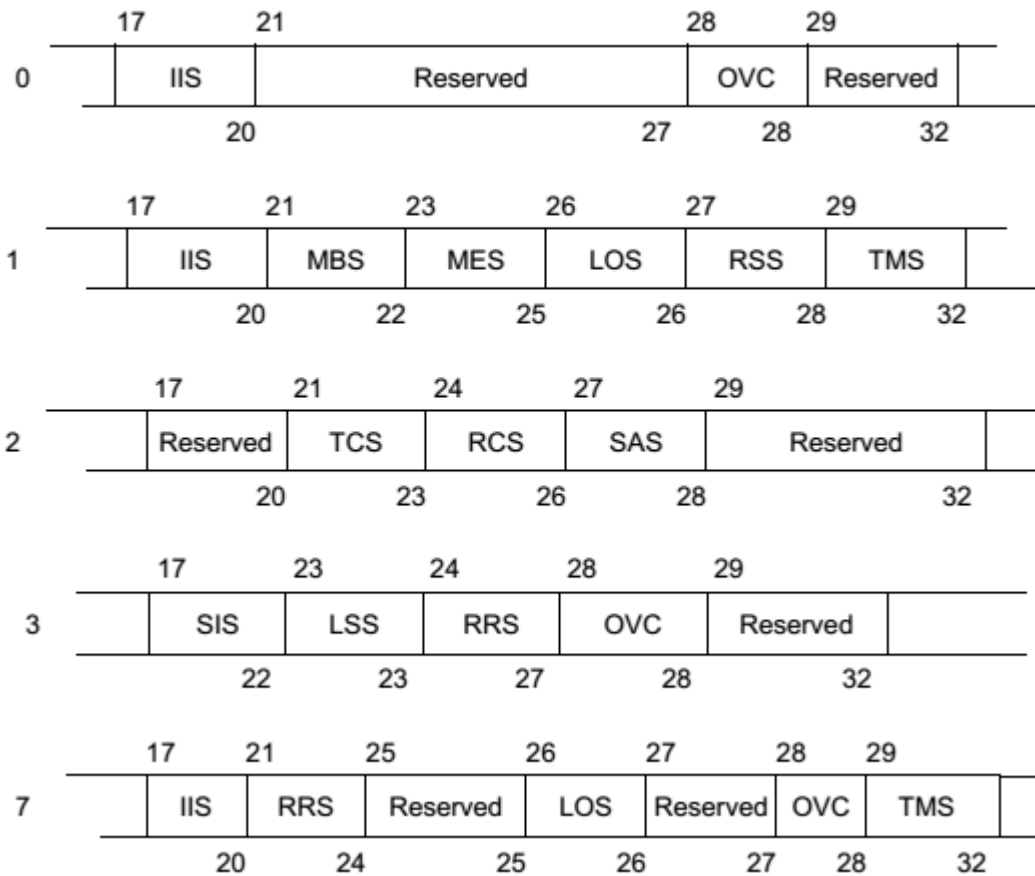 17 21 28 29
0 IIS Reserved OVC Reserved
20 27 28 32
17 21 23 26 27 29
1 IIS MBS MES LOS RSS TMS
20 22 25 26 28 32
17 21 24 27 29
2 Reserved TCS RCS SAS Reserved
20 23 26 28 32
17 23 24 28 29
3 SIS LSS RRS OVC Reserved
22 23 27 28 32
17 21 25 26 27 28 29
7 IIS RRS Reserved LOS Reserved OVC TMS
20 24 25 26 27 28 32